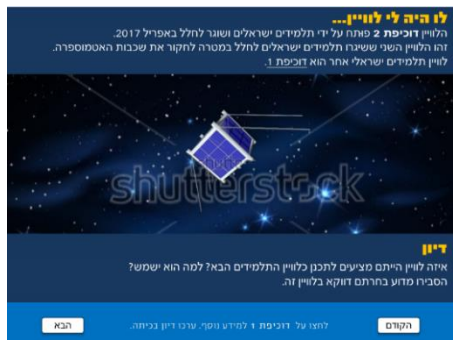 לו היה לי לוויין...
הלוויין דוכיפת 2 פותח על ידי תלמידים ישראלים ושוגר לחלל באפריל 2017.
זהו הלוויין השני ששיגרו תלמידים ישראלים לחלל במטרה לחקור את שכבות האטמוספרה.
לוויין תלמידים ישראלי אחר הוא דוכיפת 1.
shutterstock
דיון
איזה לוויין הייתם מציעים לתכנן כלוויין התלמידים הבא? למה הוא ישמש?
הסבירו מדוע בחרתם דווקא בלוויין זה.
הקודם
לחצו על דוכיפת 1 למידע נוסף. ערכו דיון בכיתה.
הבא